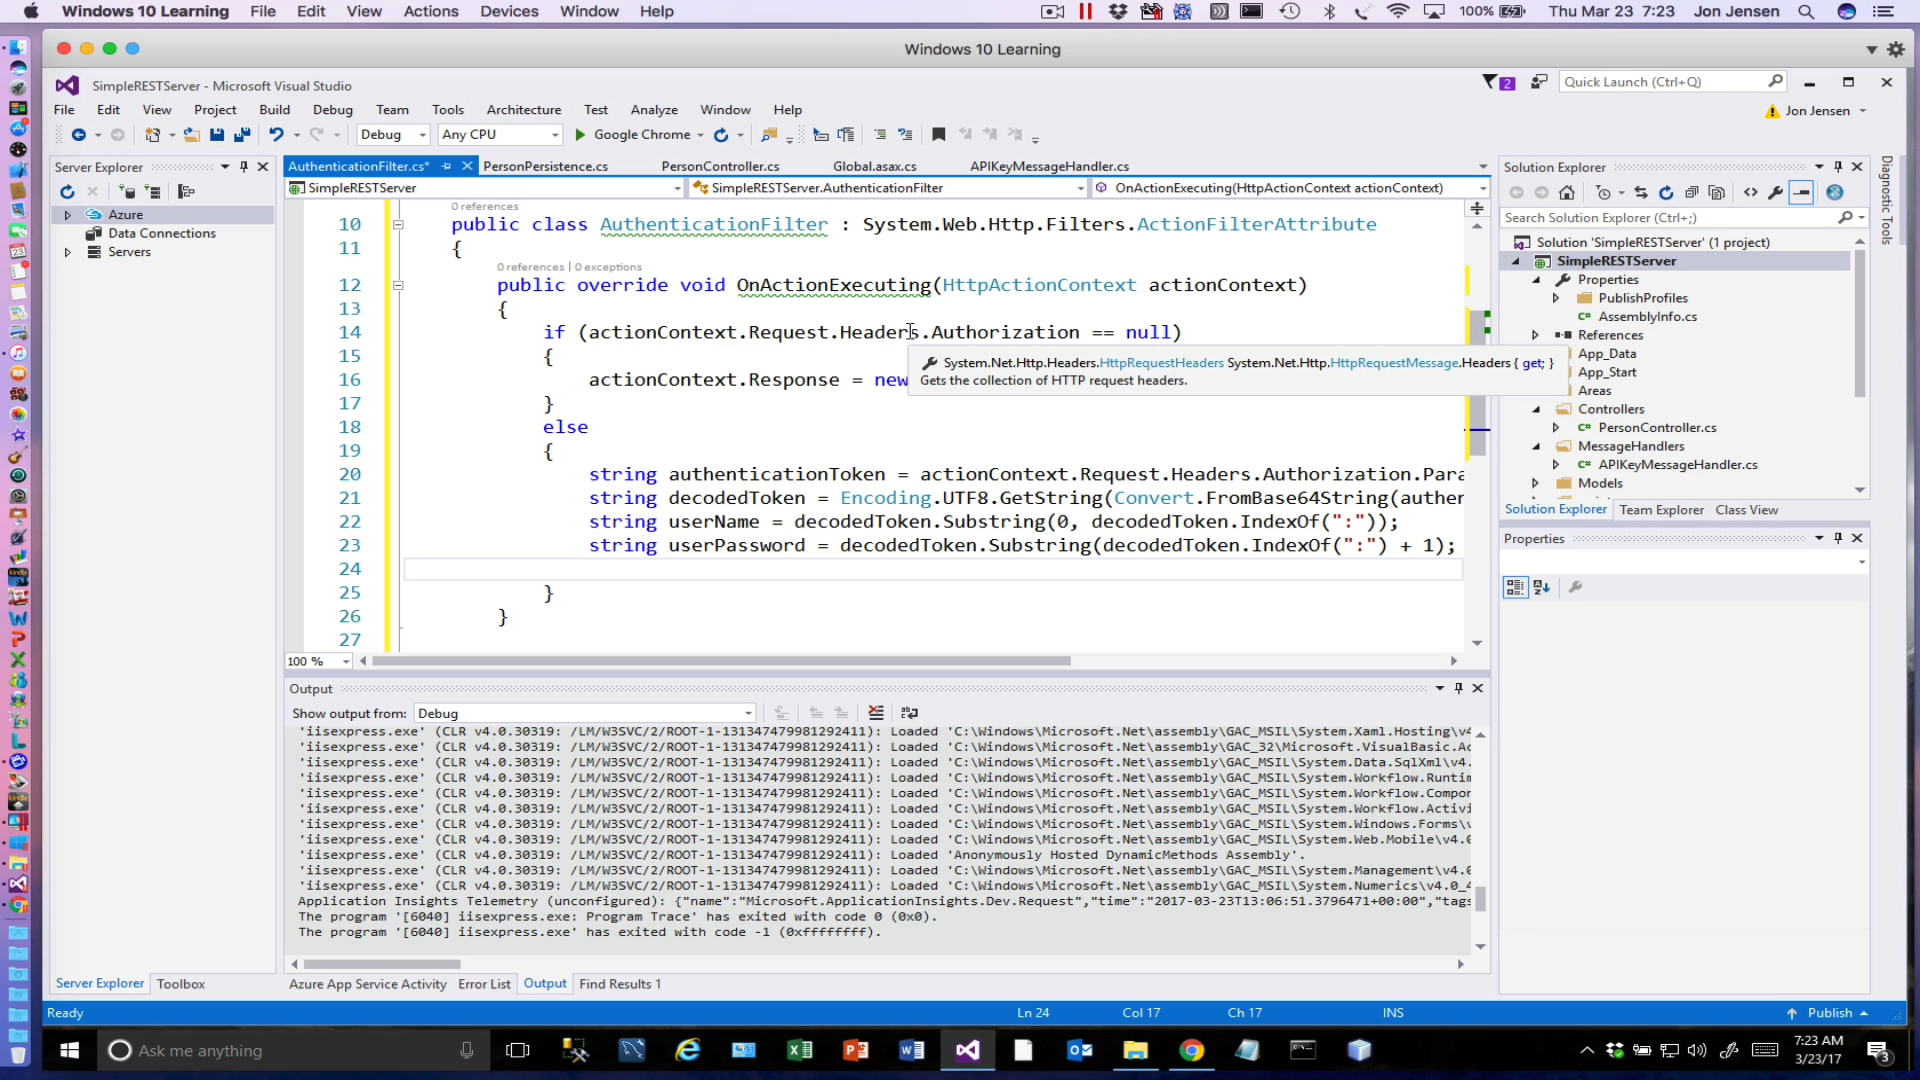 Windows 10 Learning File Edit View Actions Devices Window Help
100% Thu Mar 23 7:23 Jon Jensen
Windows 10 Learning
SimpleRESTServer - Microsoft Visual Studio
2
Quick Launch (Ctrl+Q)
File Edit View Project Build Debug Team Tools Architecture Test Analyze Window Help
Jon Jensen
Debug Any CPU Google Chrome
Server Explorer
Azure
Data Connections
Servers
AuthenticationFilter.cs* PersonPersistence.cs PersonController.cs Global.asax.cs APIKeyMessageHandler.cs
SimpleRESTServer SimpleRESTServer.AuthenticationFilter OnActionExecuting(HttpActionContext actionContext)
0 references
10 public class AuthenticationFilter : System.Web.Http.Filters.ActionFilterAttribute
11 {
0 references | 0 exceptions
12 public override void OnActionExecuting(HttpActionContext actionContext)
13 {
14 if (actionContext.Request.Headers.Authorization == null)
15 {
System.Net.Http.Headers.HttpRequestHeaders System.Net.Http.HttpRequestMessage.Headers { get; }
Gets the collection of HTTP request headers.
16 actionContext.Response = new
17 }
18 else
19 {
20 string authenticationToken = actionContext.Request.Headers.Authorization.Para
21 string decodedToken = Encoding.UTF8.GetString(Convert.FromBase64String(authen
22 string userName = decodedToken.Substring(0, decodedToken.IndexOf(":"));
23 string userPassword = decodedToken.Substring(decodedToken.IndexOf(":") + 1);
24
25 }
26 }
27
100 %
Output
Show output from: Debug
'iisexpress.exe' (CLR v4.0.30319: /LM/W3SVC/2/ROOT-1-131347479981292411): Loaded 'C:\Windows\Microsoft.Net\assembly\GAC_MSIL\System.Xaml.Hosting\v4
'iisexpress.exe' (CLR v4.0.30319: /LM/W3SVC/2/ROOT-1-131347479981292411): Loaded 'C:\Windows\Microsoft.Net\assembly\GAC_32\Microsoft.VisualBasic.Ac
'iisexpress.exe' (CLR v4.0.30319: /LM/W3SVC/2/ROOT-1-131347479981292411): Loaded 'C:\Windows\Microsoft.Net\assembly\GAC_MSIL\System.Data.SqlXml\v4.
'iisexpress.exe' (CLR v4.0.30319: /LM/W3SVC/2/ROOT-1-131347479981292411): Loaded 'C:\Windows\Microsoft.Net\assembly\GAC_MSIL\System.Workflow.Runtim
'iisexpress.exe' (CLR v4.0.30319: /LM/W3SVC/2/ROOT-1-131347479981292411): Loaded 'C:\Windows\Microsoft.Net\assembly\GAC_MSIL\System.Workflow.Compor
'iisexpress.exe' (CLR v4.0.30319: /LM/W3SVC/2/ROOT-1-131347479981292411): Loaded 'C:\Windows\Microsoft.Net\assembly\GAC_MSIL\System.Workflow.Activi
'iisexpress.exe' (CLR v4.0.30319: /LM/W3SVC/2/ROOT-1-131347479981292411): Loaded 'C:\Windows\Microsoft.Net\assembly\GAC_MSIL\System.Windows.Forms\v
'iisexpress.exe' (CLR v4.0.30319: /LM/W3SVC/2/ROOT-1-131347479981292411): Loaded 'C:\Windows\Microsoft.Net\assembly\GAC_MSIL\System.Web.Mobile\v4.0
'iisexpress.exe' (CLR v4.0.30319: /LM/W3SVC/2/ROOT-1-131347479981292411): Loaded 'Anonymously Hosted DynamicMethods Assembly'.
'iisexpress.exe' (CLR v4.0.30319: /LM/W3SVC/2/ROOT-1-131347479981292411): Loaded 'C:\Windows\Microsoft.Net\assembly\GAC_MSIL\System.Management\v4.0
'iisexpress.exe' (CLR v4.0.30319: /LM/W3SVC/2/ROOT-1-131347479981292411): Loaded 'C:\Windows\Microsoft.Net\assembly\GAC_MSIL\System.Numerics\v4.0_4
Application Insights Telemetry (unconfigured): {"name":"Microsoft.ApplicationInsights.Dev.Request","time":"2017-03-23T13:06:51.3796471+00:00","tags
The program '[6040] iisexpress.exe: Program Trace' has exited with code 0 (0x0).
The program '[6040] iisexpress.exe' has exited with code -1 (0xffffffff).
Server Explorer Toolbox
Azure App Service Activity Error List Output Find Results 1
Solution Explorer
Search Solution Explorer (Ctrl+;)
Solution 'SimpleRESTServer' (1 project)
SimpleRESTServer
Properties
PublishProfiles
AssemblyInfo.cs
References
App_Data
App_Start
Areas
Controllers
PersonController.cs
MessageHandlers
APIKeyMessageHandler.cs
Models
Solution Explorer Team Explorer Class View
Properties
Diagnostic Tools
Ready Ln 24 Col 17 Ch 17 INS Publish
Ask me anything
7:23 AM
3/23/17
3